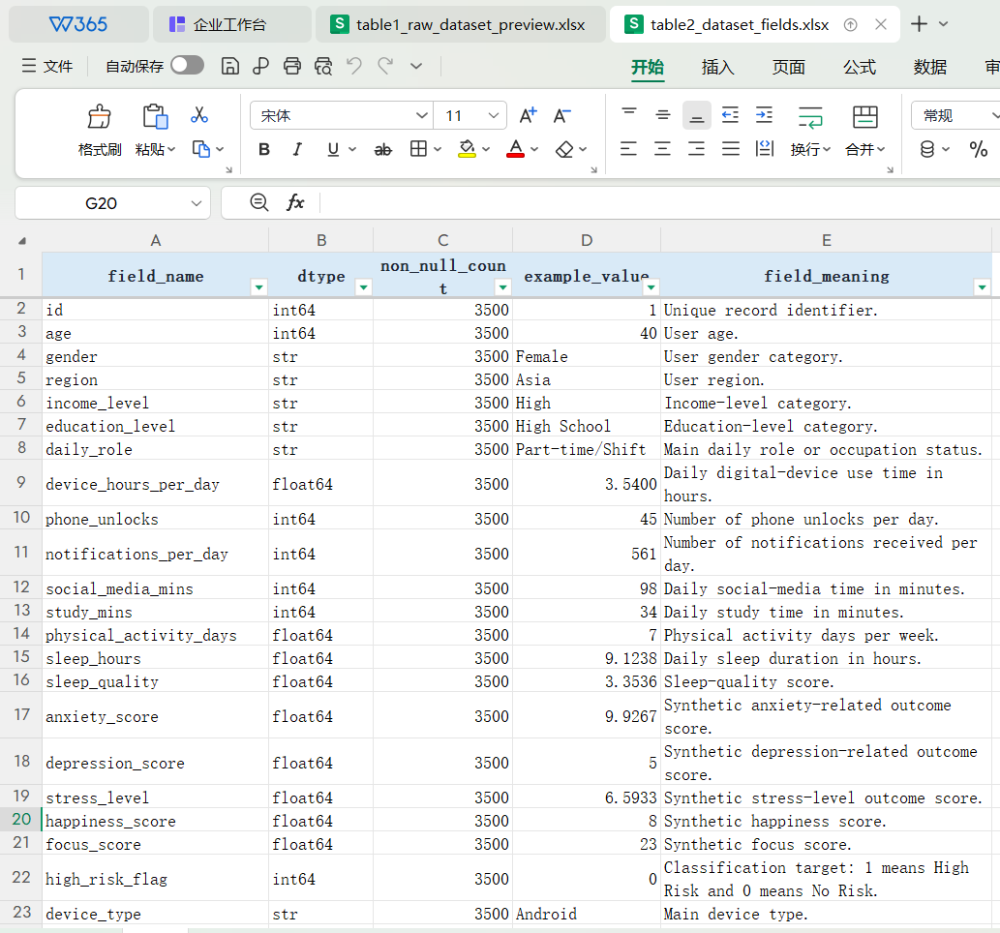 W365 企业工作台 table1_raw_dataset_preview.xlsx table2_dataset_fields.xlsx
文件 自动保存 开始 插入 页面 公式 数据 审
宋体 11 A+ A- 常规
格式刷 粘贴 B I U ab A 换行 合并 %
G20 fx
A B C D E
1 field_name dtype non_null_coun
t example_value field_meaning
2 id int64 3500 1 Unique record identifier.
3 age int64 3500 40 User age.
4 gender str 3500 Female User gender category.
5 region str 3500 Asia User region.
6 income_level str 3500 High Income-level category.
7 education_level str 3500 High School Education-level category.
8 daily_role str 3500 Part-time/Shift Main daily role or occupation status.
9 device_hours_per_day float64 3500 3.5400 Daily digital-device use time in
hours.
10 phone_unlocks int64 3500 45 Number of phone unlocks per day.
11 notifications_per_day int64 3500 561 Number of notifications received per
day.
12 social_media_mins int64 3500 98 Daily social-media time in minutes.
13 study_mins int64 3500 34 Daily study time in minutes.
14 physical_activity_days float64 3500 7 Physical activity days per week.
15 sleep_hours float64 3500 9.1238 Daily sleep duration in hours.
16 sleep_quality float64 3500 3.3536 Sleep-quality score.
17 anxiety_score float64 3500 9.9267 Synthetic anxiety-related outcome
score.
18 depression_score float64 3500 5 Synthetic depression-related outcome
score.
19 stress_level float64 3500 6.5933 Synthetic stress-level outcome score.
20 happiness_score float64 3500 8 Synthetic happiness score.
21 focus_score float64 3500 23 Synthetic focus score.
22 high_risk_flag int64 3500 0 Classification target: 1 means High
Risk and 0 means No Risk.
23 device_type str 3500 Android Main device type.